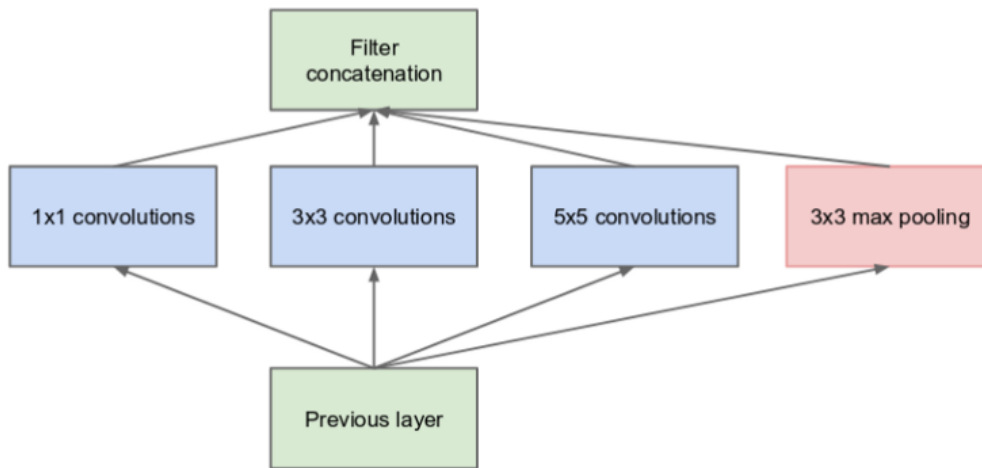 Filter
concatenation
1x1 convolutions
3x3 convolutions
5x5 convolutions
3x3 max pooling
Previous layer